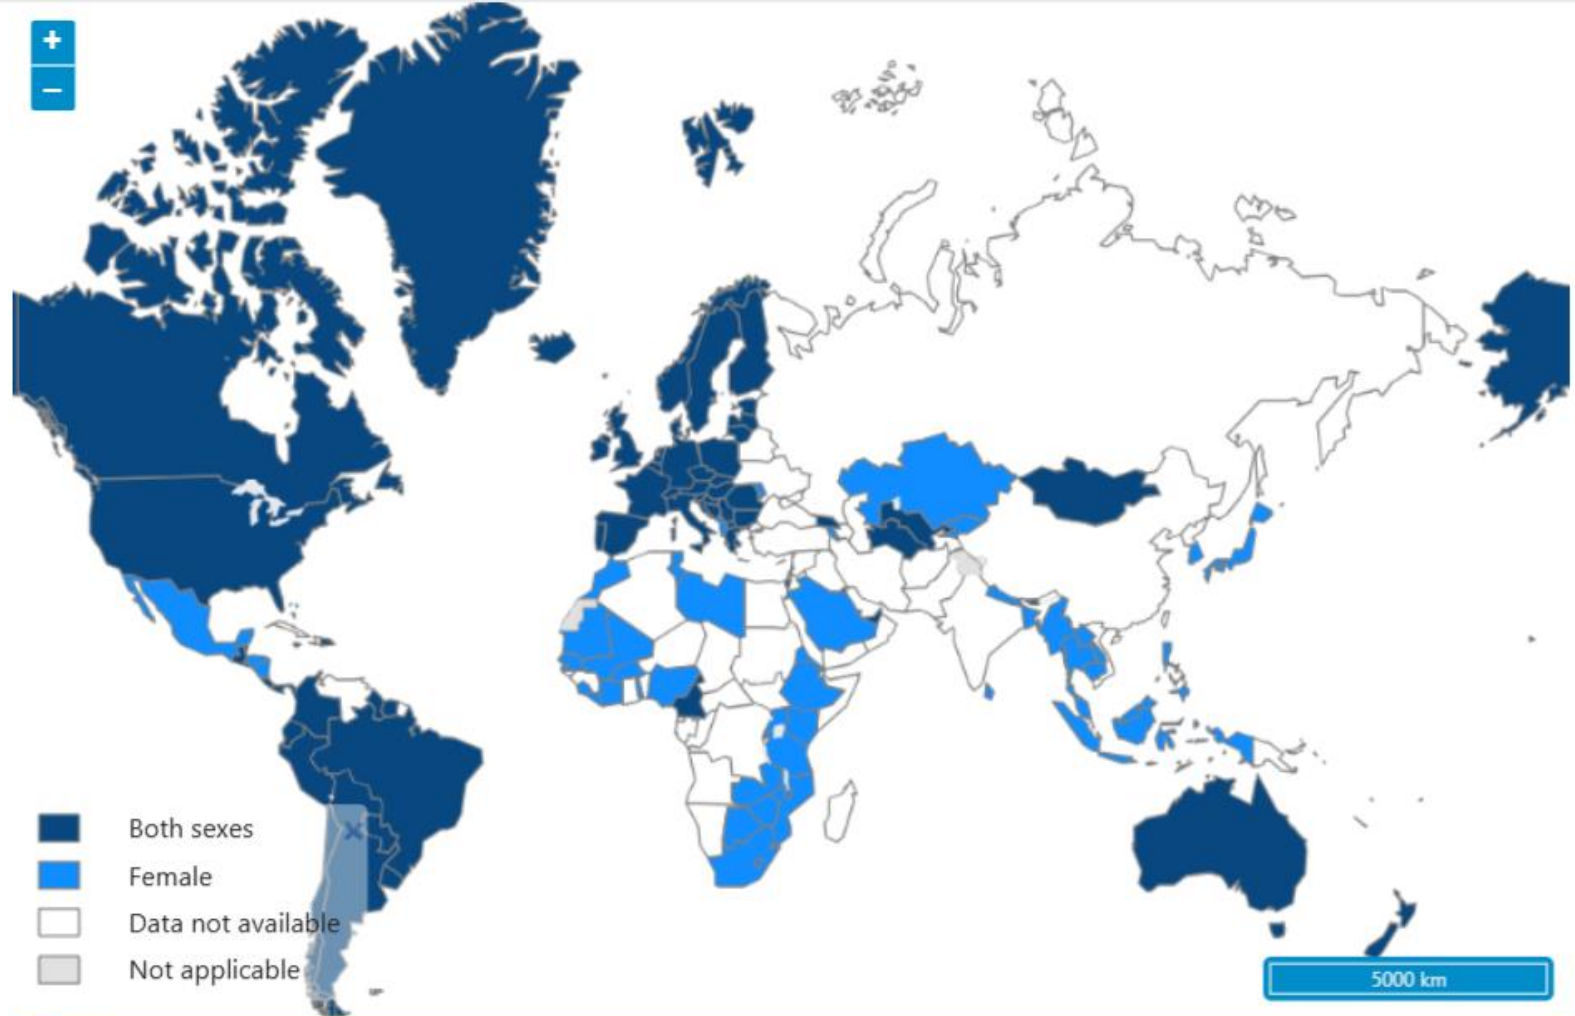 +
−
Both sexes
Female
Data not available
Not applicable
5000 km